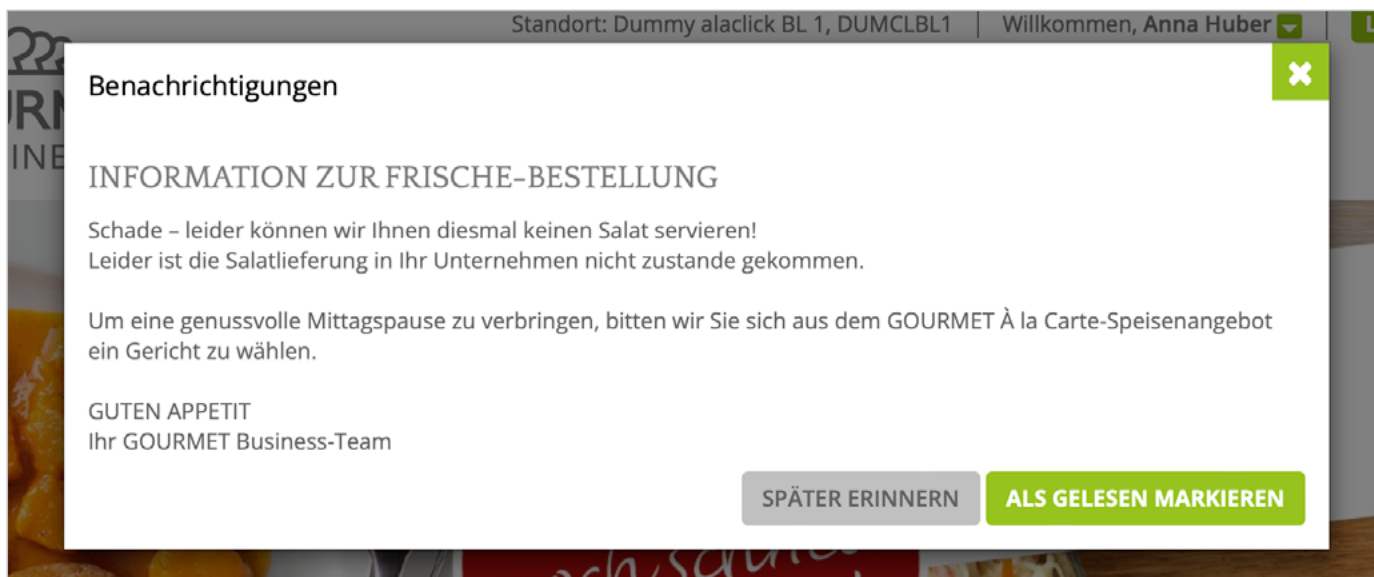 Standort: Dummy alaclick BL 1, DUMCLBL1 | Willkommen, Anna Huber
Benachrichtigungen
INFORMATION ZUR FRISCHE-BESTELLUNG
Schade – leider können wir Ihnen diesmal keinen Salat servieren!
Leider ist die Salatlieferung in Ihr Unternehmen nicht zustande gekommen.
Um eine genussvolle Mittagspause zu verbringen, bitten wir Sie sich aus dem GOURMET À la Carte-Speisenangebot
ein Gericht zu wählen.
GUTEN APPETIT
Ihr GOURMET Business-Team
SPÄTER ERINNERN
ALS GELESEN MARKIEREN